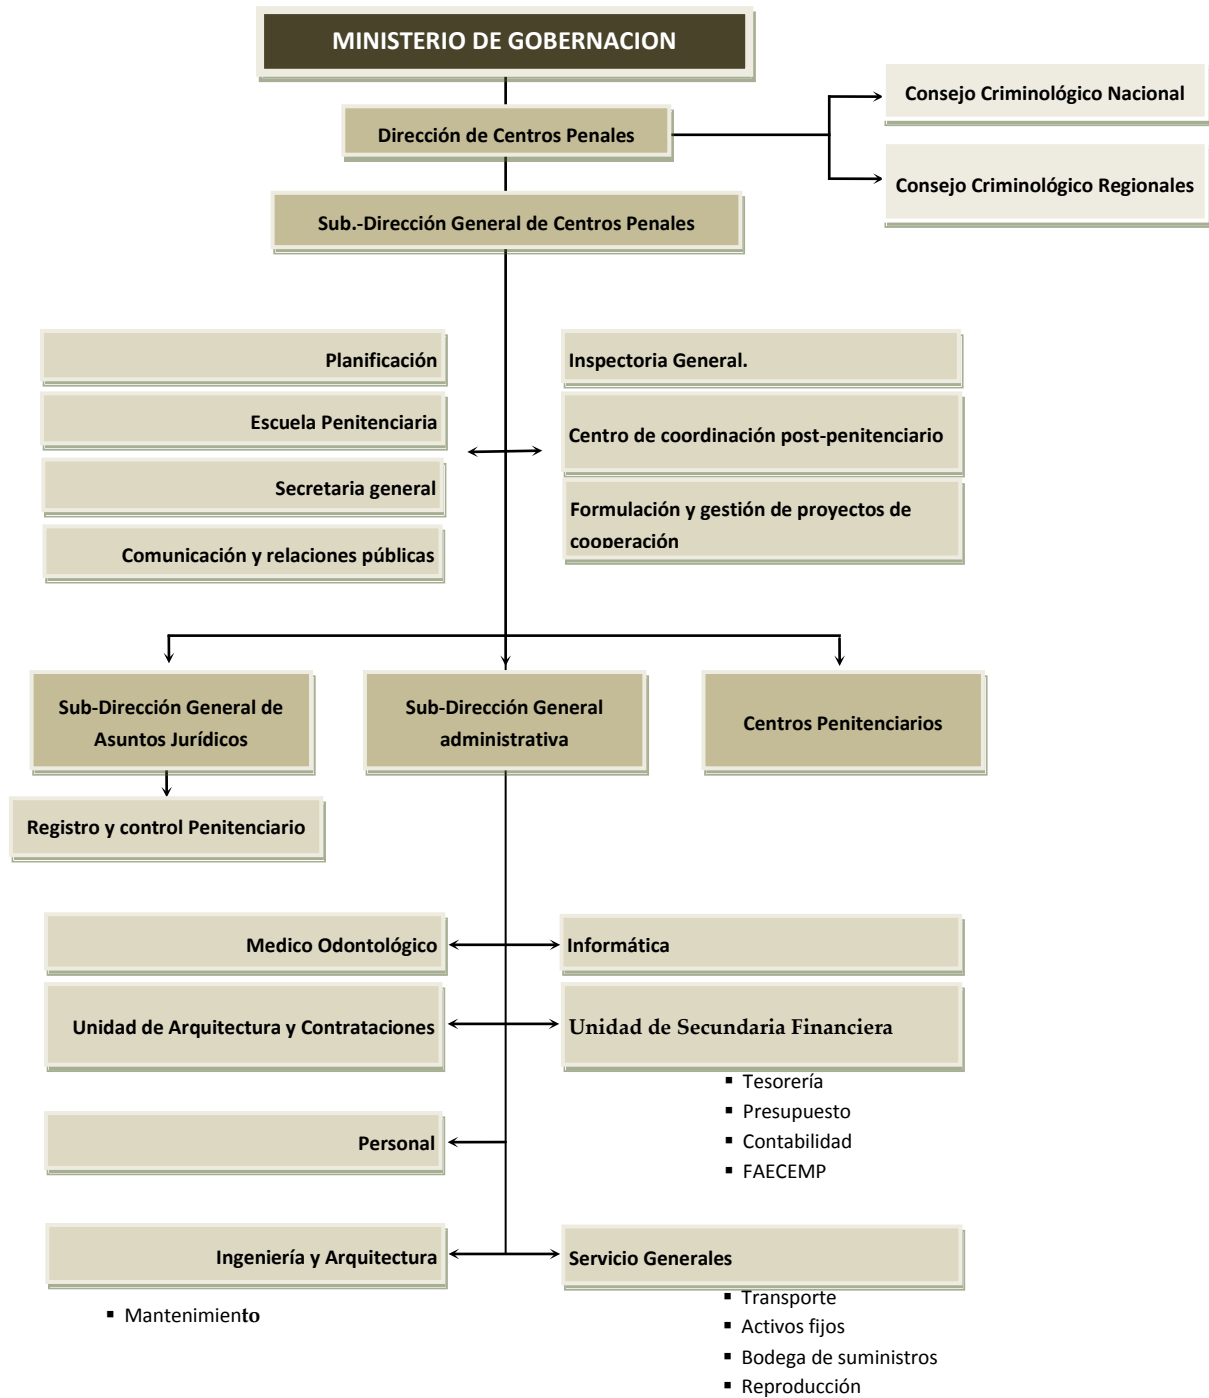 MINISTERIO DE GOBERNACION
Consejo Criminológico Nacional
Dirección de Centros Penales
Consejo Criminológico Regionales
Sub.-Dirección General de Centros Penales
Planificación
Escuela Penitenciaria
Secretaria general
Comunicación y relaciones públicas
Inspectoria General.
Centro de coordinación post-penitenciario
Formulación y gestión de proyectos de
cooperación
Sub-Dirección General de
Asuntos Jurídicos
Sub-Dirección General
administrativa
Centros Penitenciarios
Registro y control Penitenciario
Medico Odontológico
Informática
Unidad de Arquitectura y Contrataciones
Unidad de Secundaria Financiera
▪ Tesorería
▪ Presupuesto
▪ Contabilidad
▪ FAECEMP
Personal
Ingeniería y Arquitectura
▪ Mantenimiento
Servicio Generales
▪ Transporte
▪ Activos fijos
▪ Bodega de suministros
▪ Reproducción